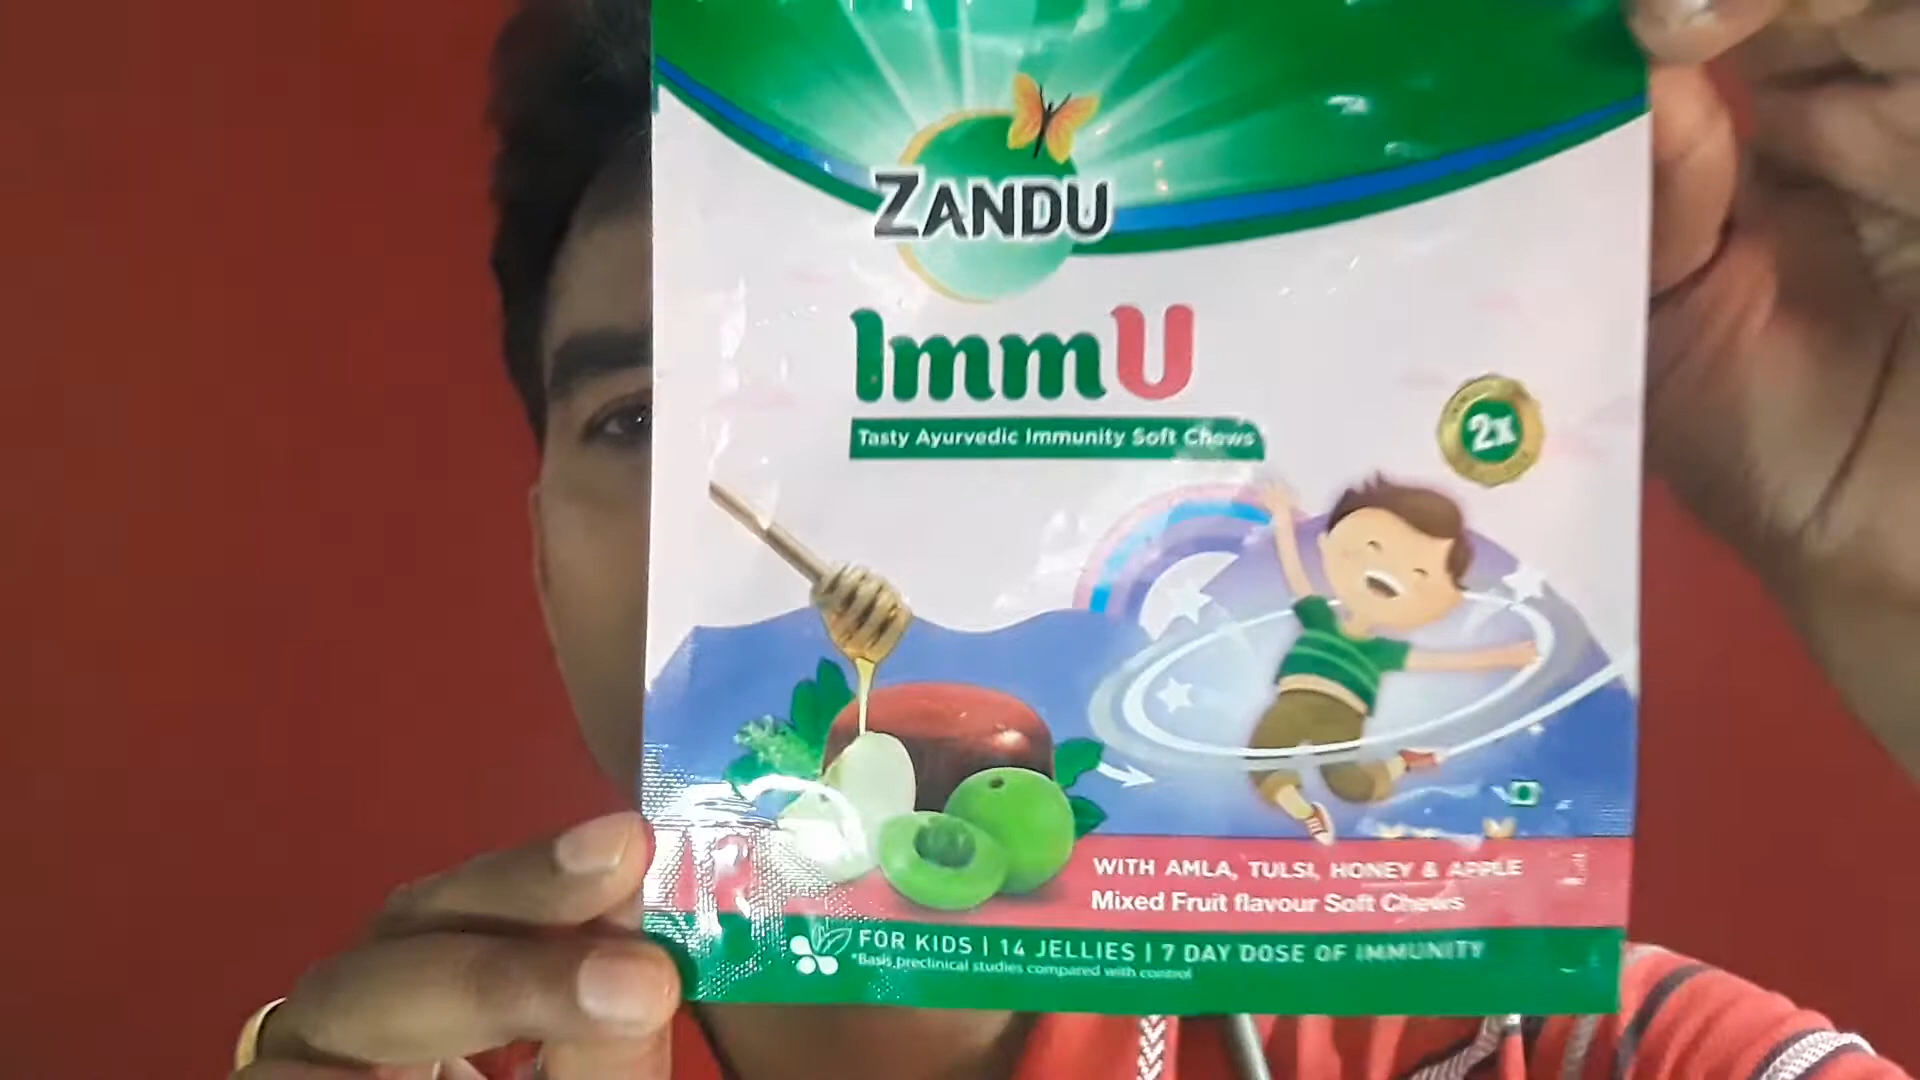 ZANDU
ImmU
Tasty Ayurvedic Immunity Soft Chews
2x
WITH AMLA, TULSI, HONEY & APPLE
Mixed Fruit flavour Soft Chews
FOR KIDS | 14 JELLIES | 7 DAY DOSE OF IMMUNITY
*Basis preclinical studies compared with control